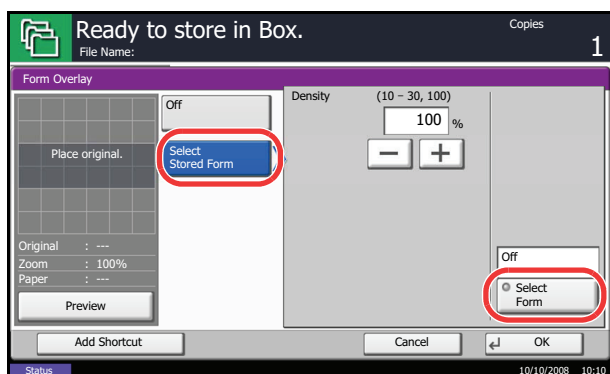 Ready to store in Box.
File Name:
Copies
1
Form Overlay
Place original.
Original : ---
Zoom : 100%
Paper : ---
Preview
Off
Select
Stored Form
Density (10 – 30, 100)
100 %
Off
Select
Form
Add Shortcut
Cancel
OK
Status
10/10/2008 10:10